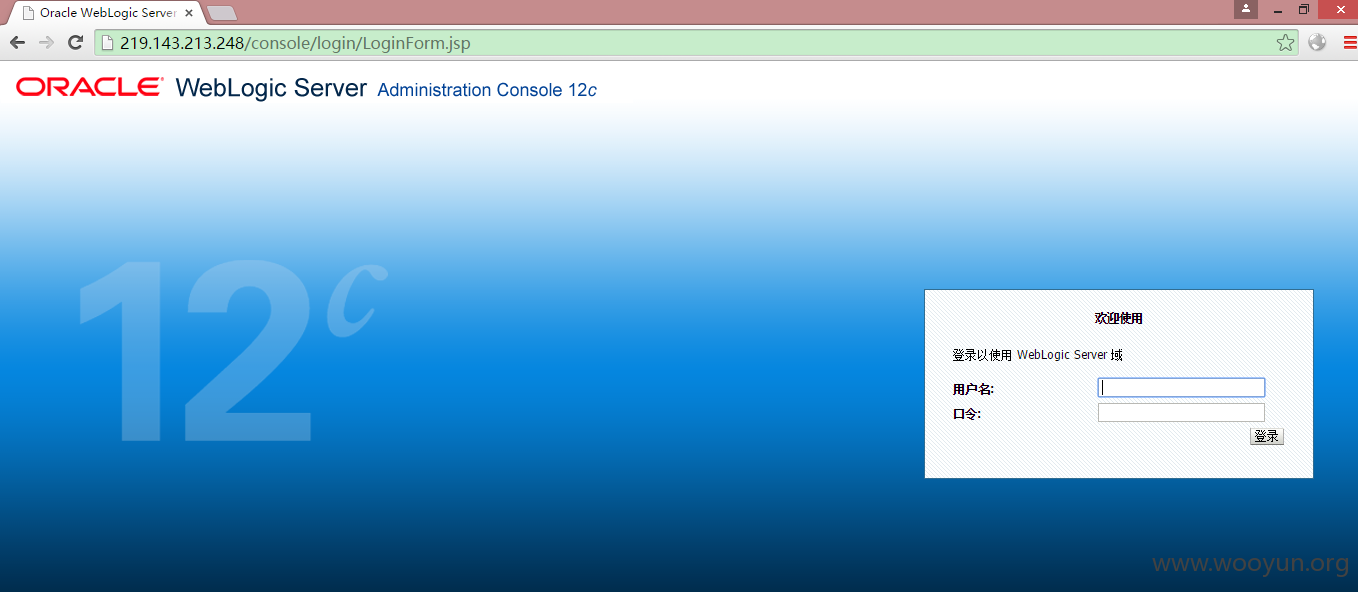 Oracle WebLogic Server
219.143.213.248/console/login/LoginForm.jsp
ORACLE WebLogic Server Administration Console 12c
12c
欢迎使用
登录以使用 WebLogic Server 域
用户名:
口令:
登录
www.wooyun.org